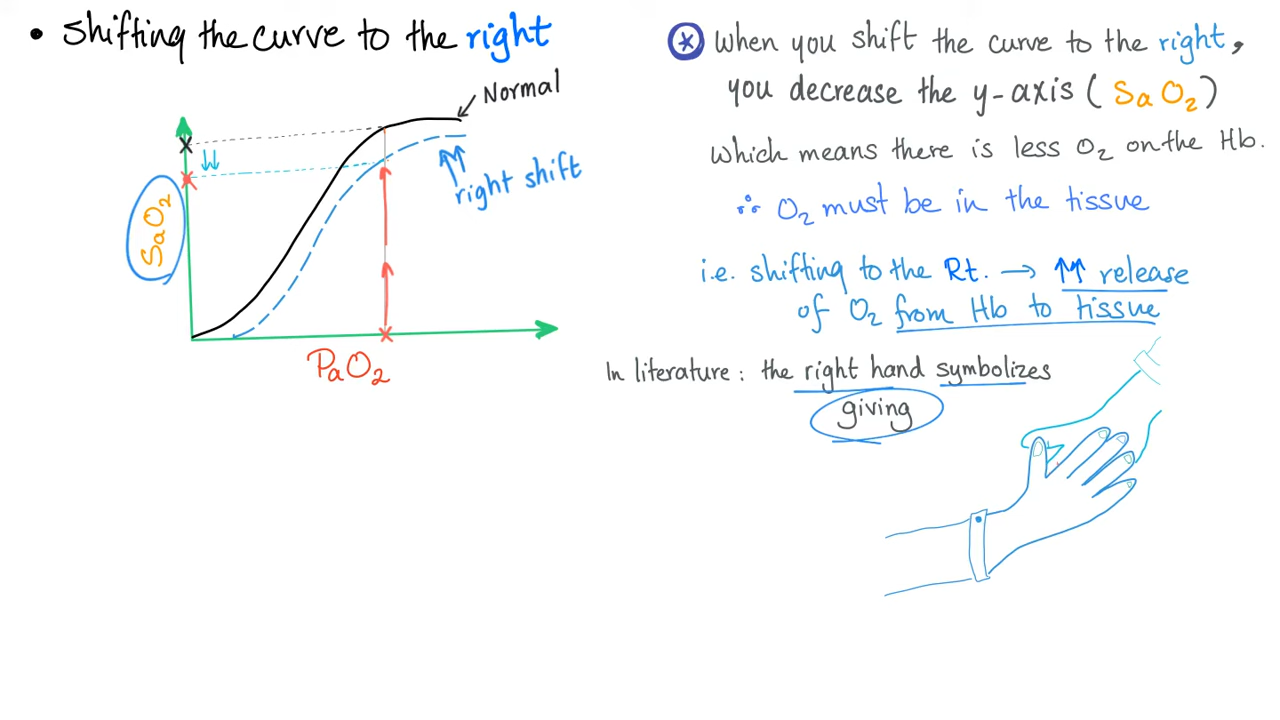 • Shifting the curve to the right
Normal
right shift
SaO2
PaO2
* When you shift the curve to the right,
you decrease the y-axis (SaO2)
which means there is less O2 on the Hb.
∴ O2 must be in the tissue
i.e. shifting to the Rt. → ↑↑ release
of O2 from Hb to tissue
In literature: the right hand symbolizes
giving